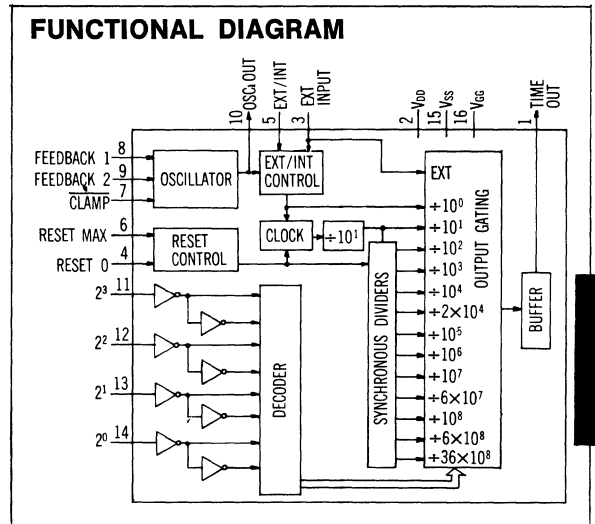 FUNCTIONAL DIAGRAM
10 OSC. OUT
5 EXT/INT
3 EXT INPUT
2 VDD
15 VSS
16 VGG
1 TIME OUT
FEEDBACK 1 8
FEEDBACK 2 9
CLAMP 7
RESET MAX 6
RESET 0 4
2³ 11
2² 12
2¹ 13
2⁰ 14
OSCILLATOR
EXT/INT
CONTROL
CLOCK
÷10¹
RESET
CONTROL
DECODER
SYNCHRONOUS DIVIDERS
OUTPUT GATING
EXT
÷10⁰
÷10¹
÷10²
÷10³
÷10⁴
÷2×10⁴
÷10⁵
÷10⁶
÷10⁷
÷6×10⁷
÷10⁸
÷6×10⁸
÷36×10⁸
BUFFER